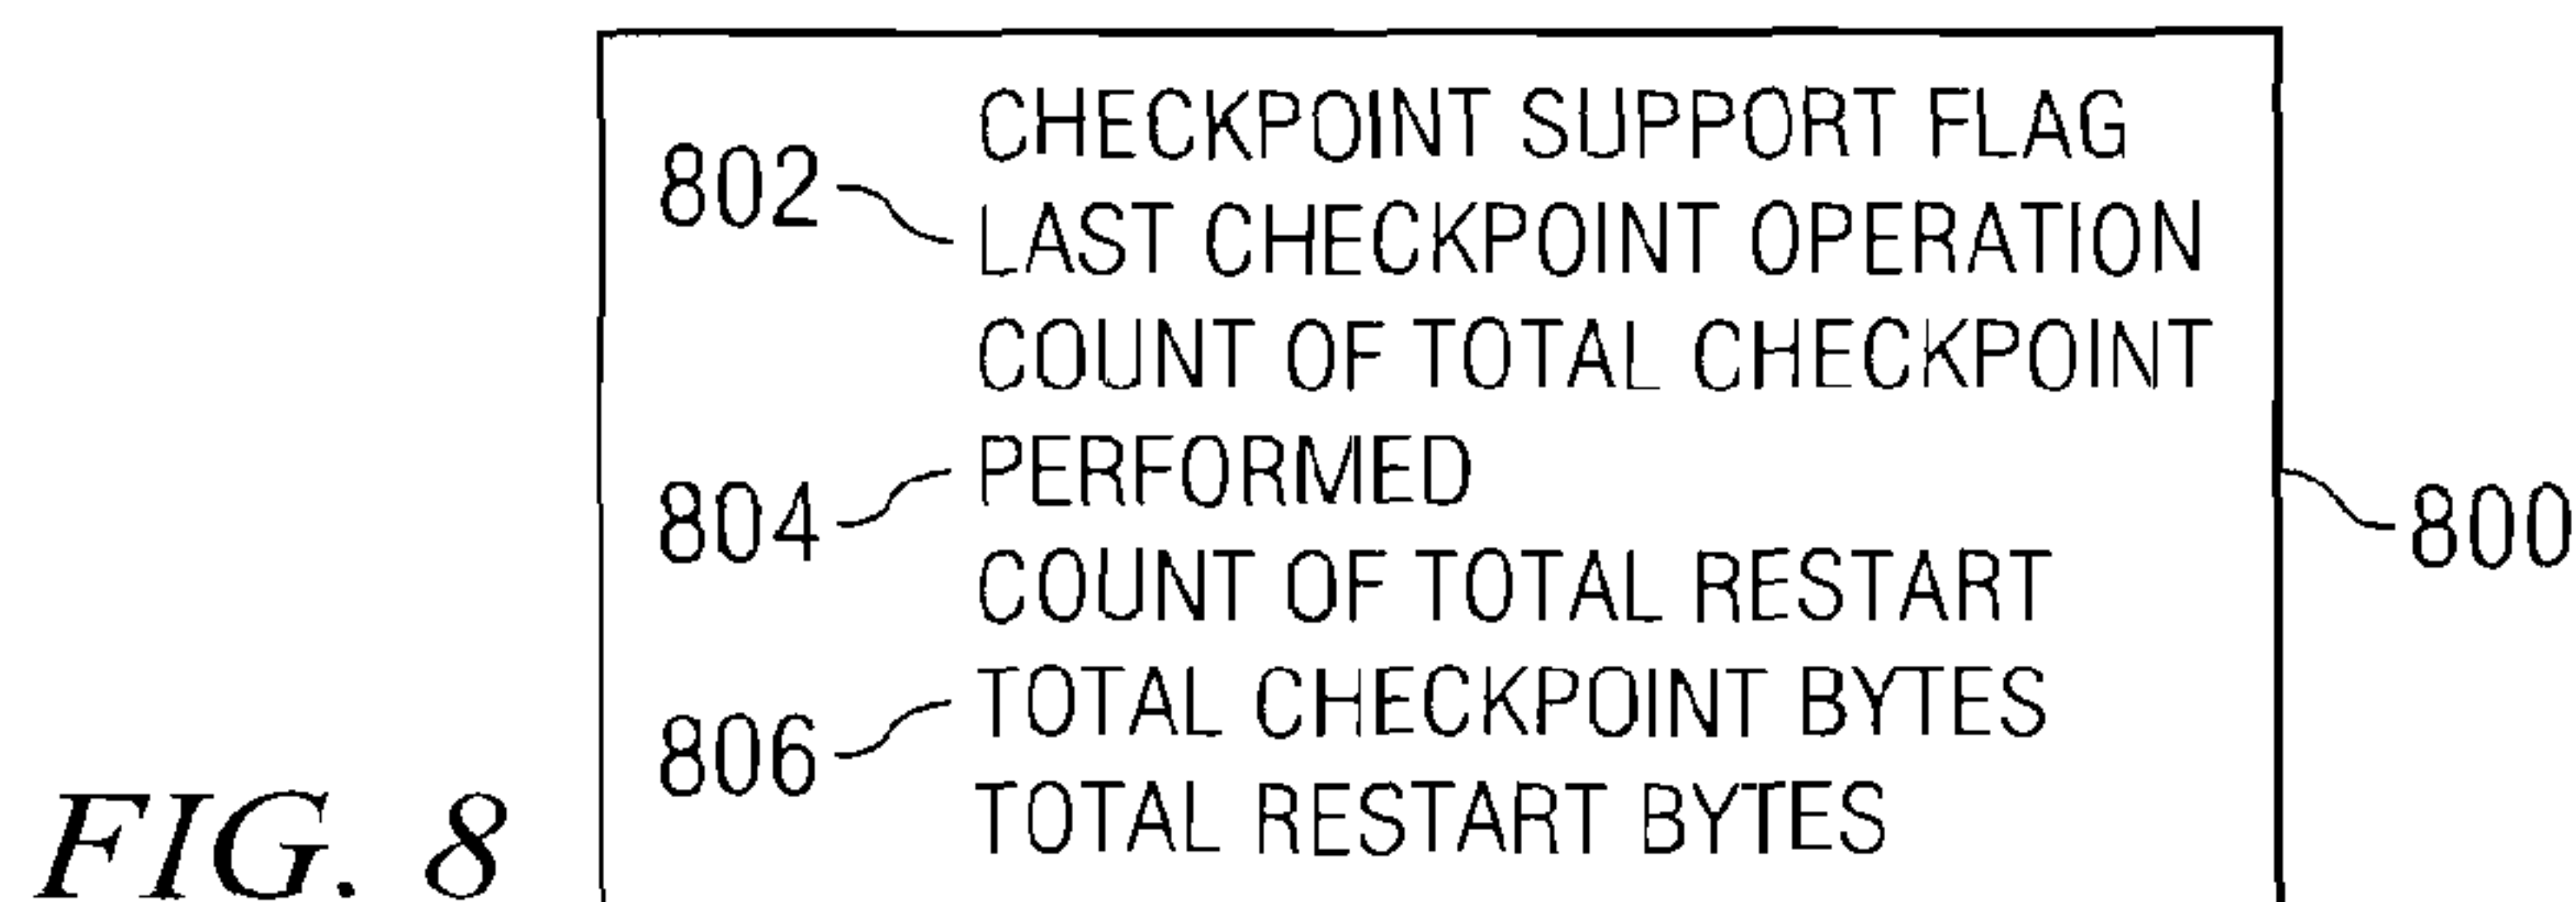 CHECKPOINT SUPPORT FLAG
802
LAST CHECKPOINT OPERATION
COUNT OF TOTAL CHECKPOINT
PERFORMED
804
800
COUNT OF TOTAL RESTART
TOTAL CHECKPOINT BYTES
806
TOTAL RESTART BYTES
FIG. 8